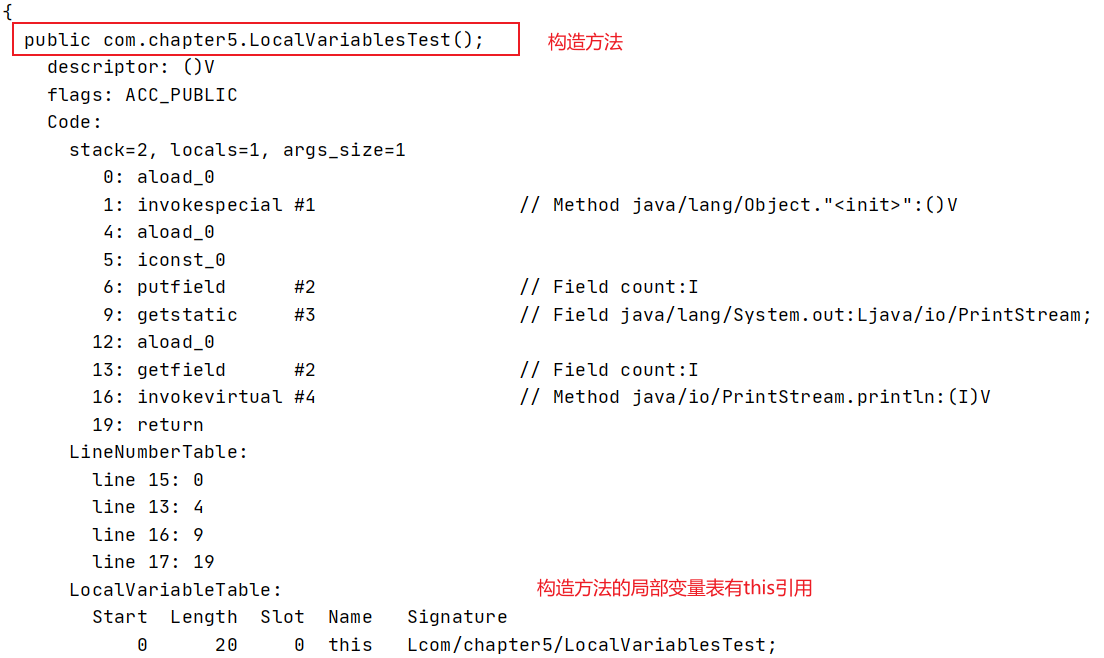 {
public com.chapter5.LocalVariablesTest(); 构造方法
descriptor: ()V
flags: ACC_PUBLIC
Code:
stack=2, locals=1, args_size=1
0: aload_0
1: invokespecial #1 // Method java/lang/Object."<init>":()V
4: aload_0
5: iconst_0
6: putfield #2 // Field count:I
9: getstatic #3 // Field java/lang/System.out:Ljava/io/PrintStream;
12: aload_0
13: getfield #2 // Field count:I
16: invokevirtual #4 // Method java/io/PrintStream.println:(I)V
19: return
LineNumberTable:
line 15: 0
line 13: 4
line 16: 9
line 17: 19
LocalVariableTable: 构造方法的局部变量表有this引用
Start Length Slot Name Signature
0 20 0 this Lcom/chapter5/LocalVariablesTest;